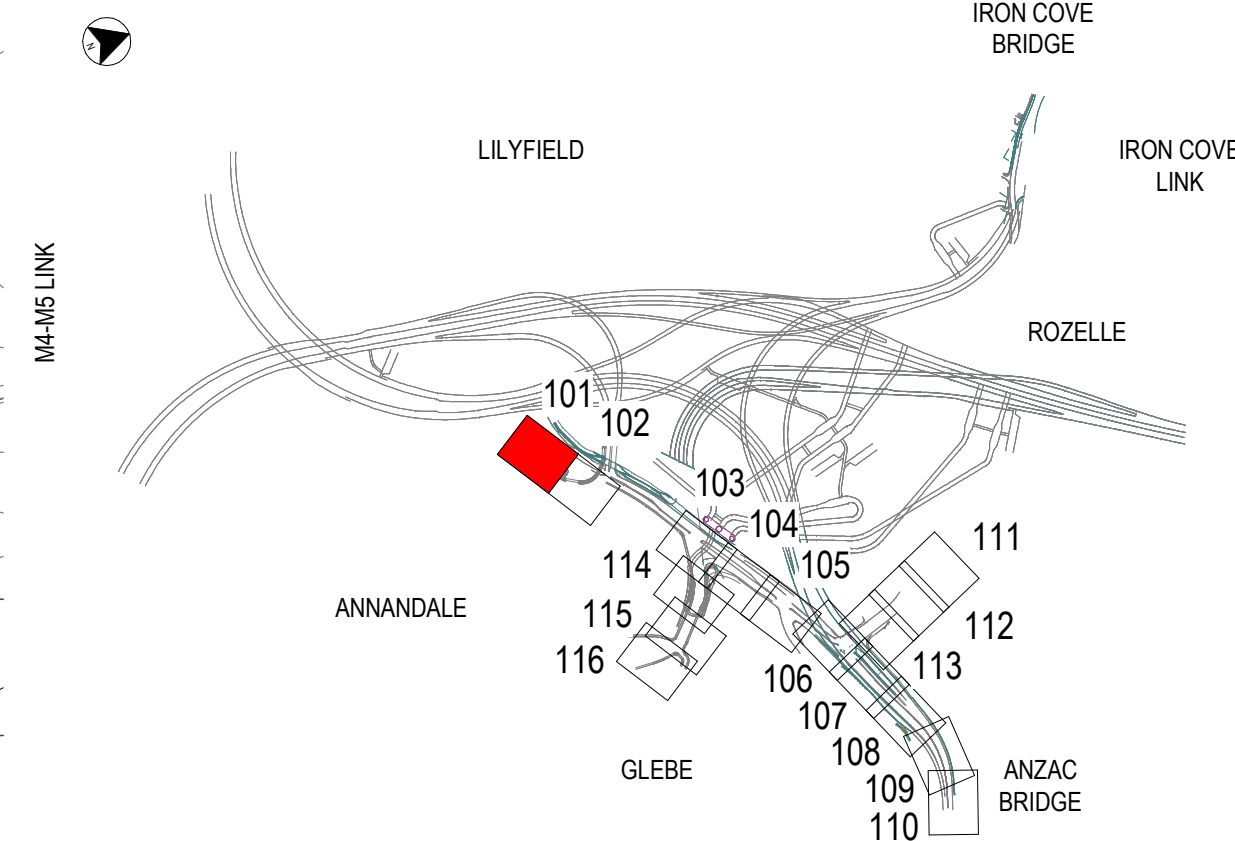 N
IRON COVE
BRIDGE
LILYFIELD
IRON COVE
LINK
M4-M5 LINK
ROZELLE
101
102
103
104
105
111
114
ANNANDALE
115
112
116
113
106
107
108
GLEBE
ANZAC
BRIDGE
109
110